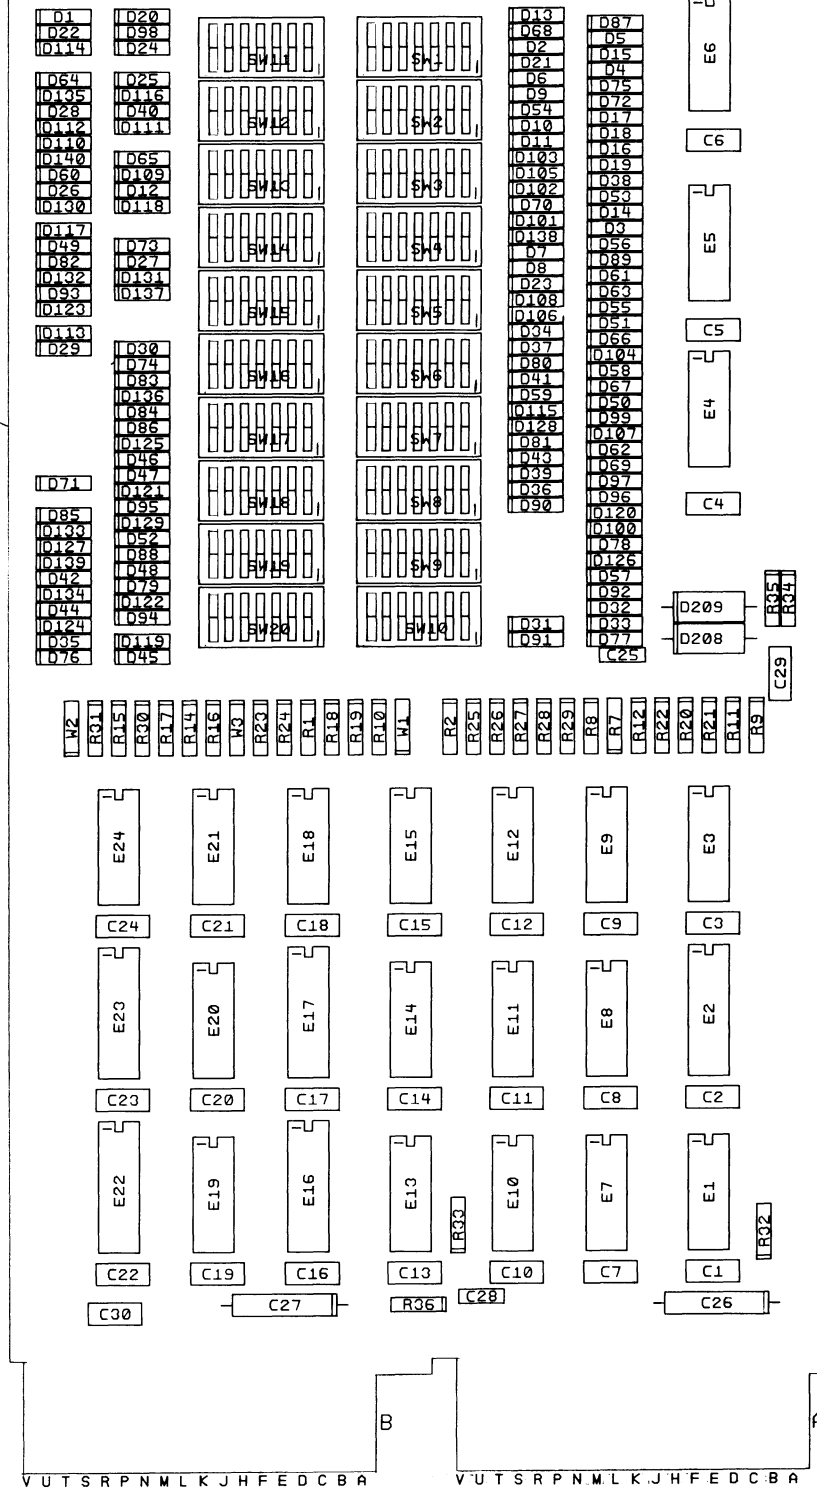 D1
D22
D114
D64
D135
D28
D112
D110
D140
D60
D26
D130
D117
D49
D82
D132
D93
D123
D113
D29
D71
D85
D133
D127
D139
D42
D134
D44
D124
D35
D76
D20
D98
D24
D25
D116
D40
D111
D65
D109
D12
D118
D73
D27
D131
D137
D30
D74
D83
D136
D84
D86
D125
D46
D47
D121
D95
D129
D52
D88
D48
D79
D122
D94
D119
D45
SW11
SW12
SW13
SW14
SW15
SW16
SW17
SW18
SW19
SW20
SW1
SW2
SW3
SW4
SW5
SW6
SW7
SW8
SW9
SW10
D13
D68
D2
D21
D6
D9
D54
D10
D11
D103
D105
D102
D70
D101
D138
D7
D8
D23
D108
D106
D34
D37
D80
D41
D59
D115
D128
D81
D43
D39
D36
D90
D31
D91
D87
D5
D15
D4
D75
D72
D17
D18
D16
D19
D38
D53
D14
D3
D56
D89
D61
D63
D55
D51
D66
D104
D58
D67
D50
D99
D107
D62
D69
D97
D96
D120
D100
D78
D126
D57
D92
D32
D33
D77
C25
E6
C6
E5
C5
E4
C4
D209
D208
R35
R34
C29
W2
R31
R15
R30
R17
R14
R16
W3
R23
R24
R1
R18
R19
R10
W1
R2
R25
R26
R27
R28
R29
R8
R7
R12
R22
R20
R21
R11
R9
E24
E21
E18
E15
E12
E9
E3
C24
C21
C18
C15
C12
C9
C3
E23
E20
E17
E14
E11
E8
E2
C23
C20
C17
C14
C11
C8
C2
E22
E19
E16
E13
R33
E10
E7
E1
R32
C22
C19
C16
C13
C10
C7
C1
C30
C27
R36
C28
C26
B
A
V U T S R P N M L K J H F E D C B A
V U T S R P N M L K J H F E D C B A